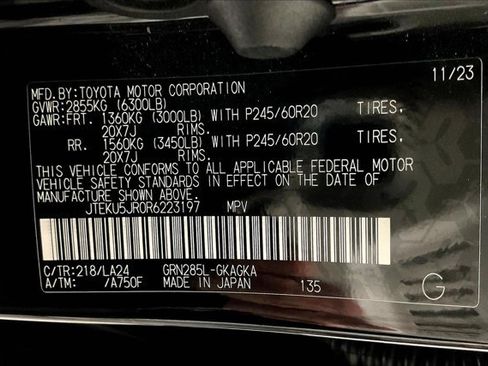 11/23
MFD.BY:TOYOTA MOTOR CORPORATION
GVWR:2855KG (6300LB)
GAWR:FRT. 1360KG (3000LB) WITH P245/60R20 TIRES,
20X7J RIMS.
RR. 1560KG (3450LB) WITH P245/60R20 TIRES,
20X7J RIMS.
THIS VEHICLE CONFORMS TO ALL APPLICABLE FEDERAL MOTOR
VEHICLE SAFETY STANDARDS IN EFFECT ON THE DATE OF
MANUFACTURE SHOWN ABOVE.
JTEKU5JR0R6223197 MPV
C/TR:218/LA24 GRN285L-GKAGKA
A/TM: /A750F MADE IN JAPAN 135 G